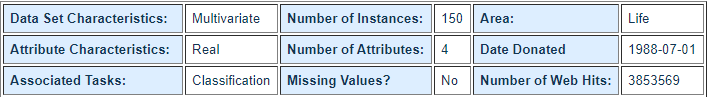 Data Set Characteristics: Multivariate Number of Instances: 150 Area: Life
Attribute Characteristics: Real Number of Attributes: 4 Date Donated 1988-07-01
Associated Tasks: Classification Missing Values? No Number of Web Hits: 3853569